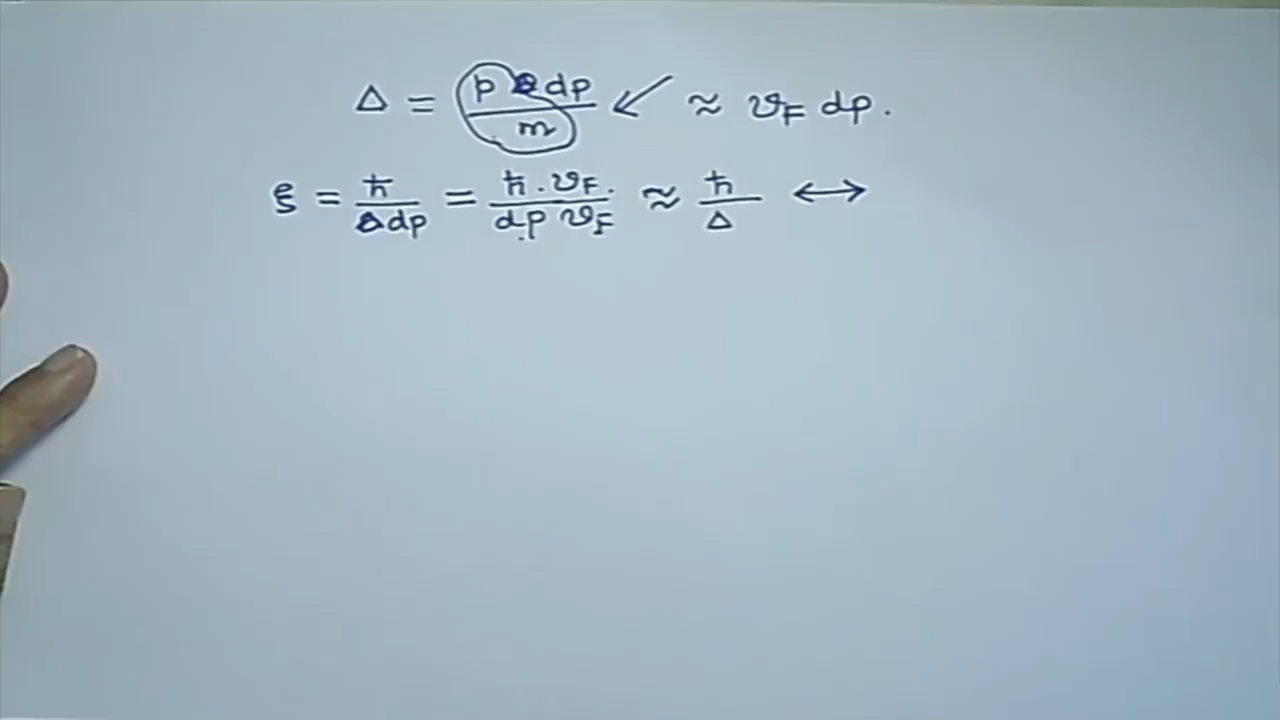 Δ = p dp / m ↙ ≈ v_F dp.
ξ = ħ / dp = ħ . v_F. / dp v_F ≈ ħ / Δ ↔